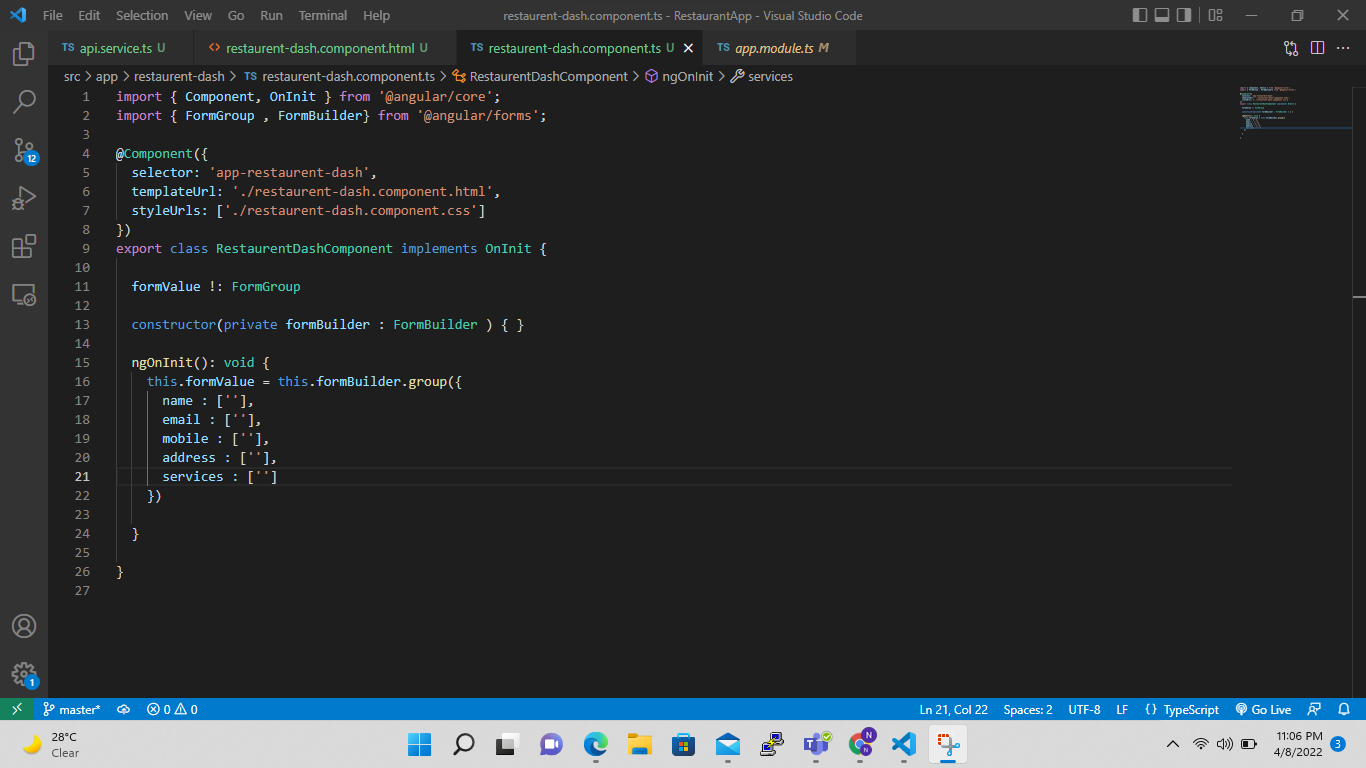 File Edit Selection View Go Run Terminal Help restaurent-dash.component.ts - RestaurantApp - Visual Studio Code
TS api.service.ts U <> restaurent-dash.component.html U TS restaurent-dash.component.ts U TS app.module.ts M
src > app > restaurent-dash > TS restaurent-dash.component.ts > RestaurentDashComponent > ngOnInit > services
1 import { Component, OnInit } from '@angular/core';
2 import { FormGroup , FormBuilder} from '@angular/forms';
3
4 @Component({
5 selector: 'app-restaurent-dash',
6 templateUrl: './restaurent-dash.component.html',
7 styleUrls: ['./restaurent-dash.component.css']
8 })
9 export class RestaurentDashComponent implements OnInit {
10
11 formValue !: FormGroup
12
13 constructor(private formBuilder : FormBuilder ) { }
14
15 ngOnInit(): void {
16 this.formValue = this.formBuilder.group({
17 name : [''],
18 email : [''],
19 mobile : [''],
20 address : [''],
21 services : ['']
22 })
23
24 }
25
26 }
27
12
1
master* 0 0 Ln 21, Col 22 Spaces: 2 UTF-8 LF {} TypeScript Go Live
28°C
Clear
N
N
11:06 PM
4/8/2022
3